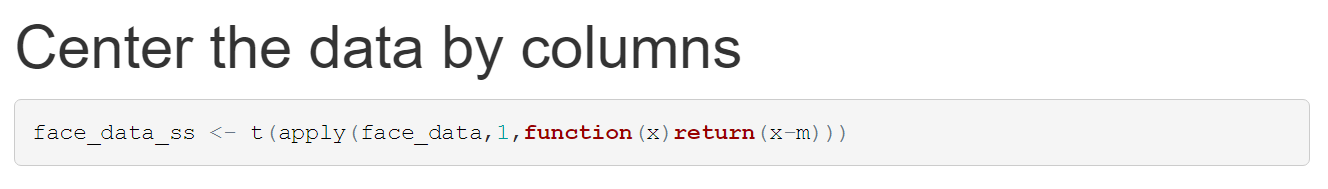 Center the data by columns
face_data_ss <- t(apply(face_data,1,function(x)return(x-m)))